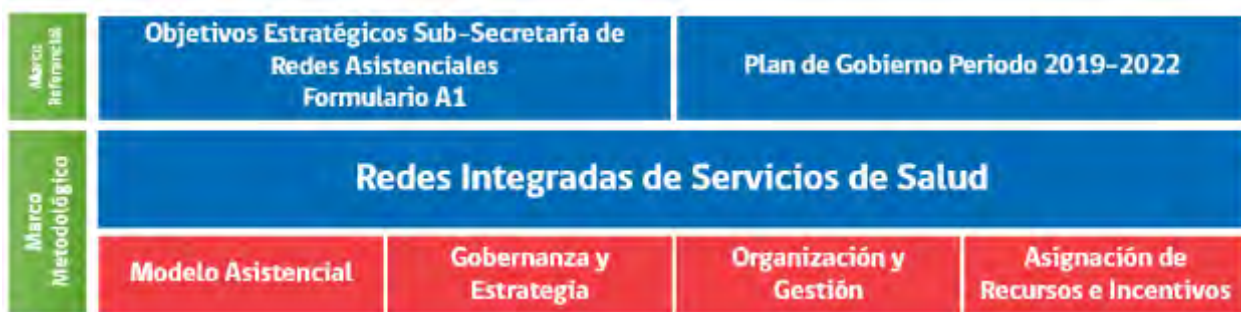 Marco
Referencial
Objetivos Estratégicos Sub-Secretaría de
Redes Asistenciales
Formulario A1
Plan de Gobierno Periodo 2019-2022
Marco
Metodológico
Redes Integradas de Servicios de Salud
Modelo Asistencial
Gobernanza y
Estrategia
Organización y
Gestión
Asignación de
Recursos e Incentivos